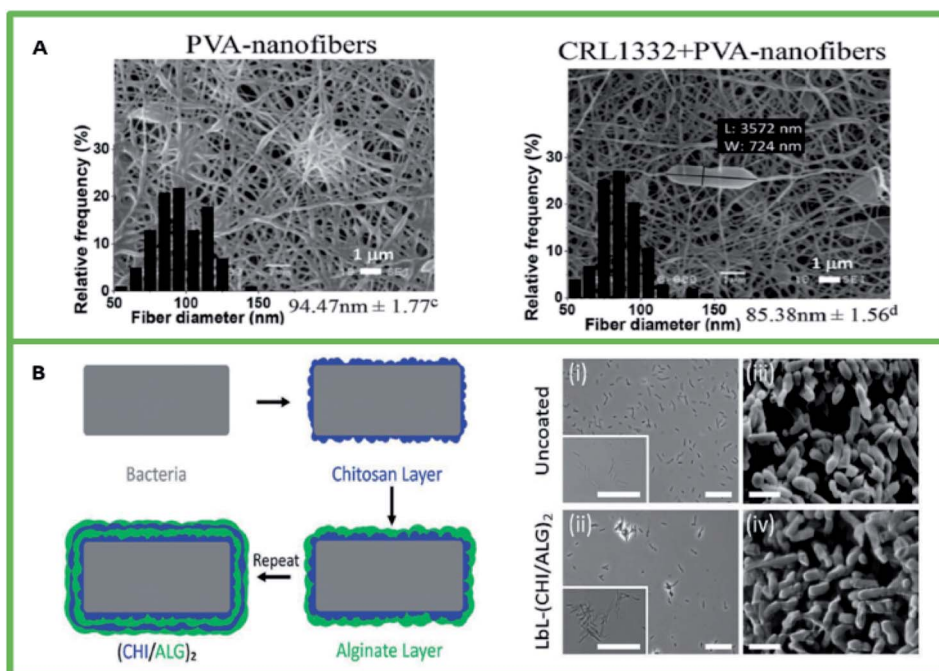 A
PVA-nanofibers
Relative frequency (%)
30
20
10
0
50
100
150
Fiber diameter (nm)
1 μm
94.47nm ± 1.77ᶜ
CRL1332+PVA-nanofibers
Relative frequency (%)
30
20
10
0
50
100
150
Fiber diameter (nm)
L: 3572 nm
W: 724 nm
1 μm
85.38nm ± 1.56ᵈ
B
Bacteria
Chitosan Layer
Repeat
(CHI/ALG)₂
Alginate Layer
Uncoated
(i)
(iii)
LbL-(CHI/ALG)₂
(ii)
(iv)